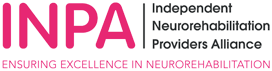 INPA
Independent
Neurorehabilitation
Providers Alliance
ENSURING EXCELLENCE IN NEUROREHABILITATION